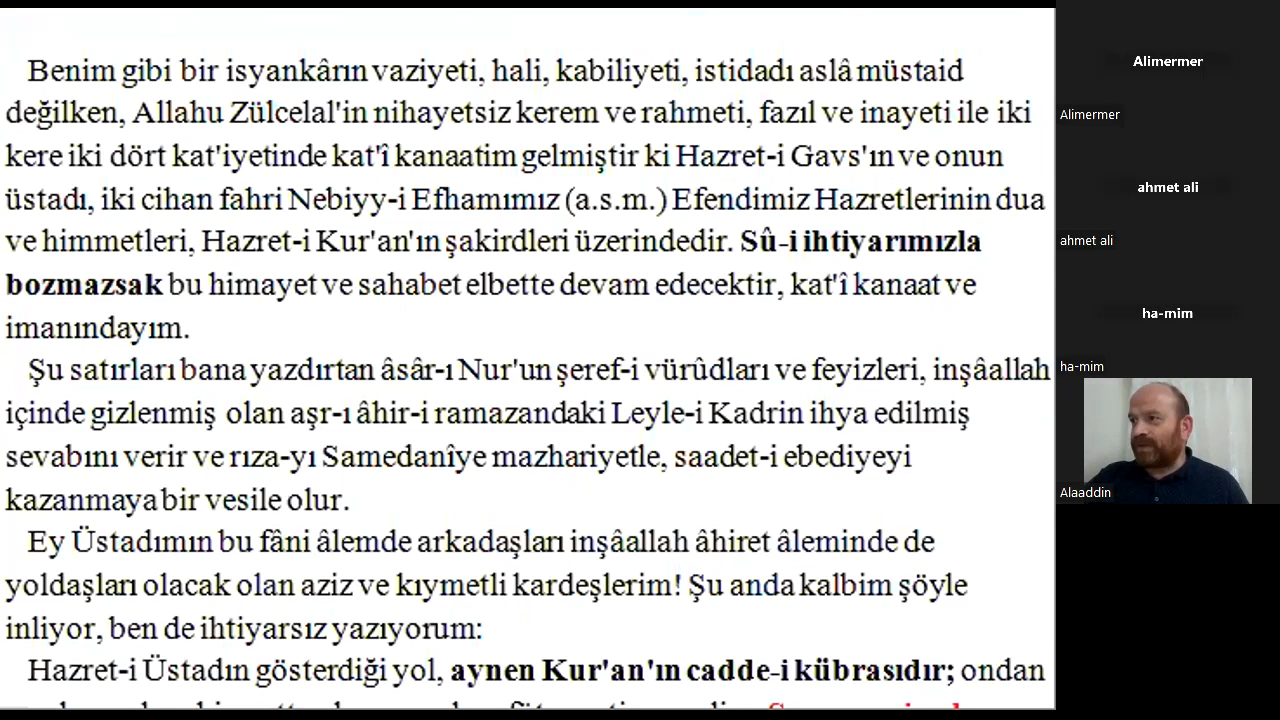 Benim gibi bir isyankârın vaziyeti, hali, kabiliyeti, istidadı aslâ müstaid
değilken, Allahu Zülcelal'in nihayetsiz kerem ve rahmeti, fazıl ve inayeti ile iki
kere iki dört kat'iyetinde kat'î kanaatim gelmiştir ki Hazret-i Gavs'ın ve onun
üstadı, iki cihan fahri Nebiyy-i Efhamımız (a.s.m.) Efendimiz Hazretlerinin dua
ve himmetleri, Hazret-i Kur'an'ın şakirdleri üzerindedir. Sû-i ihtiyarımızla
bozmazsak bu himayet ve sahabet elbette devam edecektir, kat'î kanaat ve
imanındayım.
Şu satırları bana yazdırtan âsâr-ı Nur'un şeref-i vürûdları ve feyizleri, inşâallah
içinde gizlenmiş olan aşr-ı âhir-i ramazandaki Leyle-i Kadrin ihya edilmiş
sevabını verir ve rıza-yı Samedanîye mazhariyetle, saadet-i ebediyeyi
kazanmaya bir vesile olur.
Ey Üstadımın bu fâni âlemde arkadaşları inşâallah âhiret âleminde de
yoldaşları olacak olan aziz ve kıymetli kardeşlerim! Şu anda kalbim şöyle
inliyor, ben de ihtiyarsız yazıyorum:
Hazret-i Üstadın gösterdiği yol, aynen Kur'an'ın cadde-i kübrasıdır; ondan
Alimermer
Alimermer
ahmet ali
ahmet ali
ha-mim
ha-mim
Alaaddin